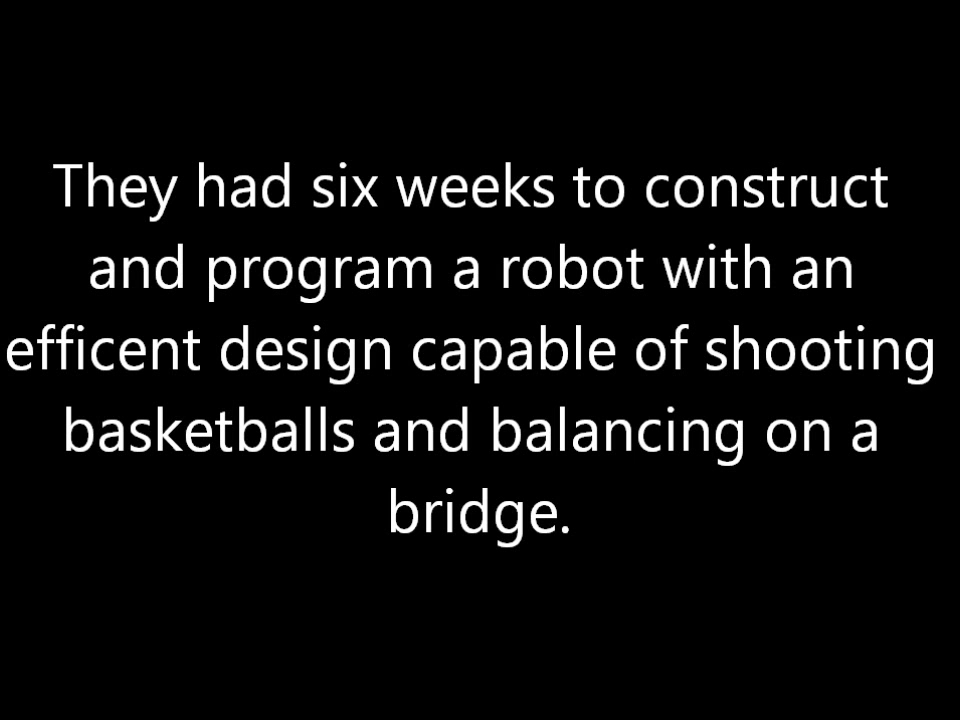 They had six weeks to construct
and program a robot with an
efficent design capable of shooting
basketballs and balancing on a
bridge.